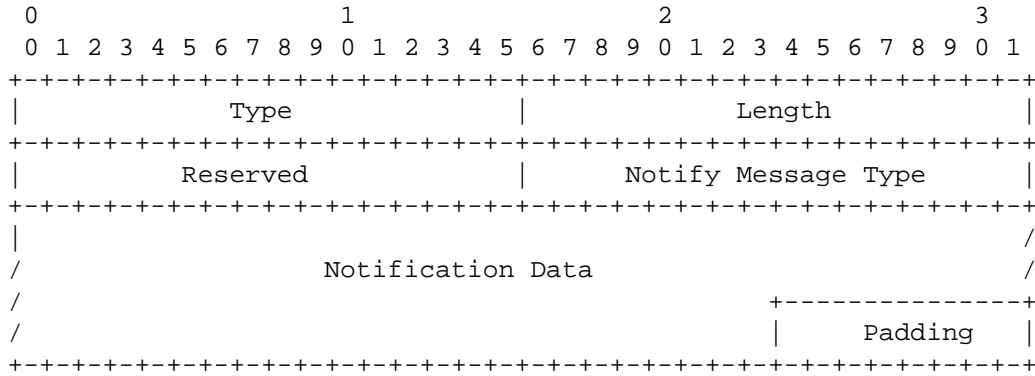 0                   1                   2                   3
 0 1 2 3 4 5 6 7 8 9 0 1 2 3 4 5 6 7 8 9 0 1 2 3 4 5 6 7 8 9 0 1
+-+-+-+-+-+-+-+-+-+-+-+-+-+-+-+-+-+-+-+-+-+-+-+-+-+-+-+-+-+-+-+-+
|             Type              |             Length            |
+-+-+-+-+-+-+-+-+-+-+-+-+-+-+-+-+-+-+-+-+-+-+-+-+-+-+-+-+-+-+-+-+
|          Reserved             |      Notify Message Type      |
+-+-+-+-+-+-+-+-+-+-+-+-+-+-+-+-+-+-+-+-+-+-+-+-+-+-+-+-+-+-+-+-+
|                                                               /
/                   Notification Data                           /
/                                               +---------------+
/                                               |     Padding   |
+-+-+-+-+-+-+-+-+-+-+-+-+-+-+-+-+-+-+-+-+-+-+-+-+-+-+-+-+-+-+-+-+